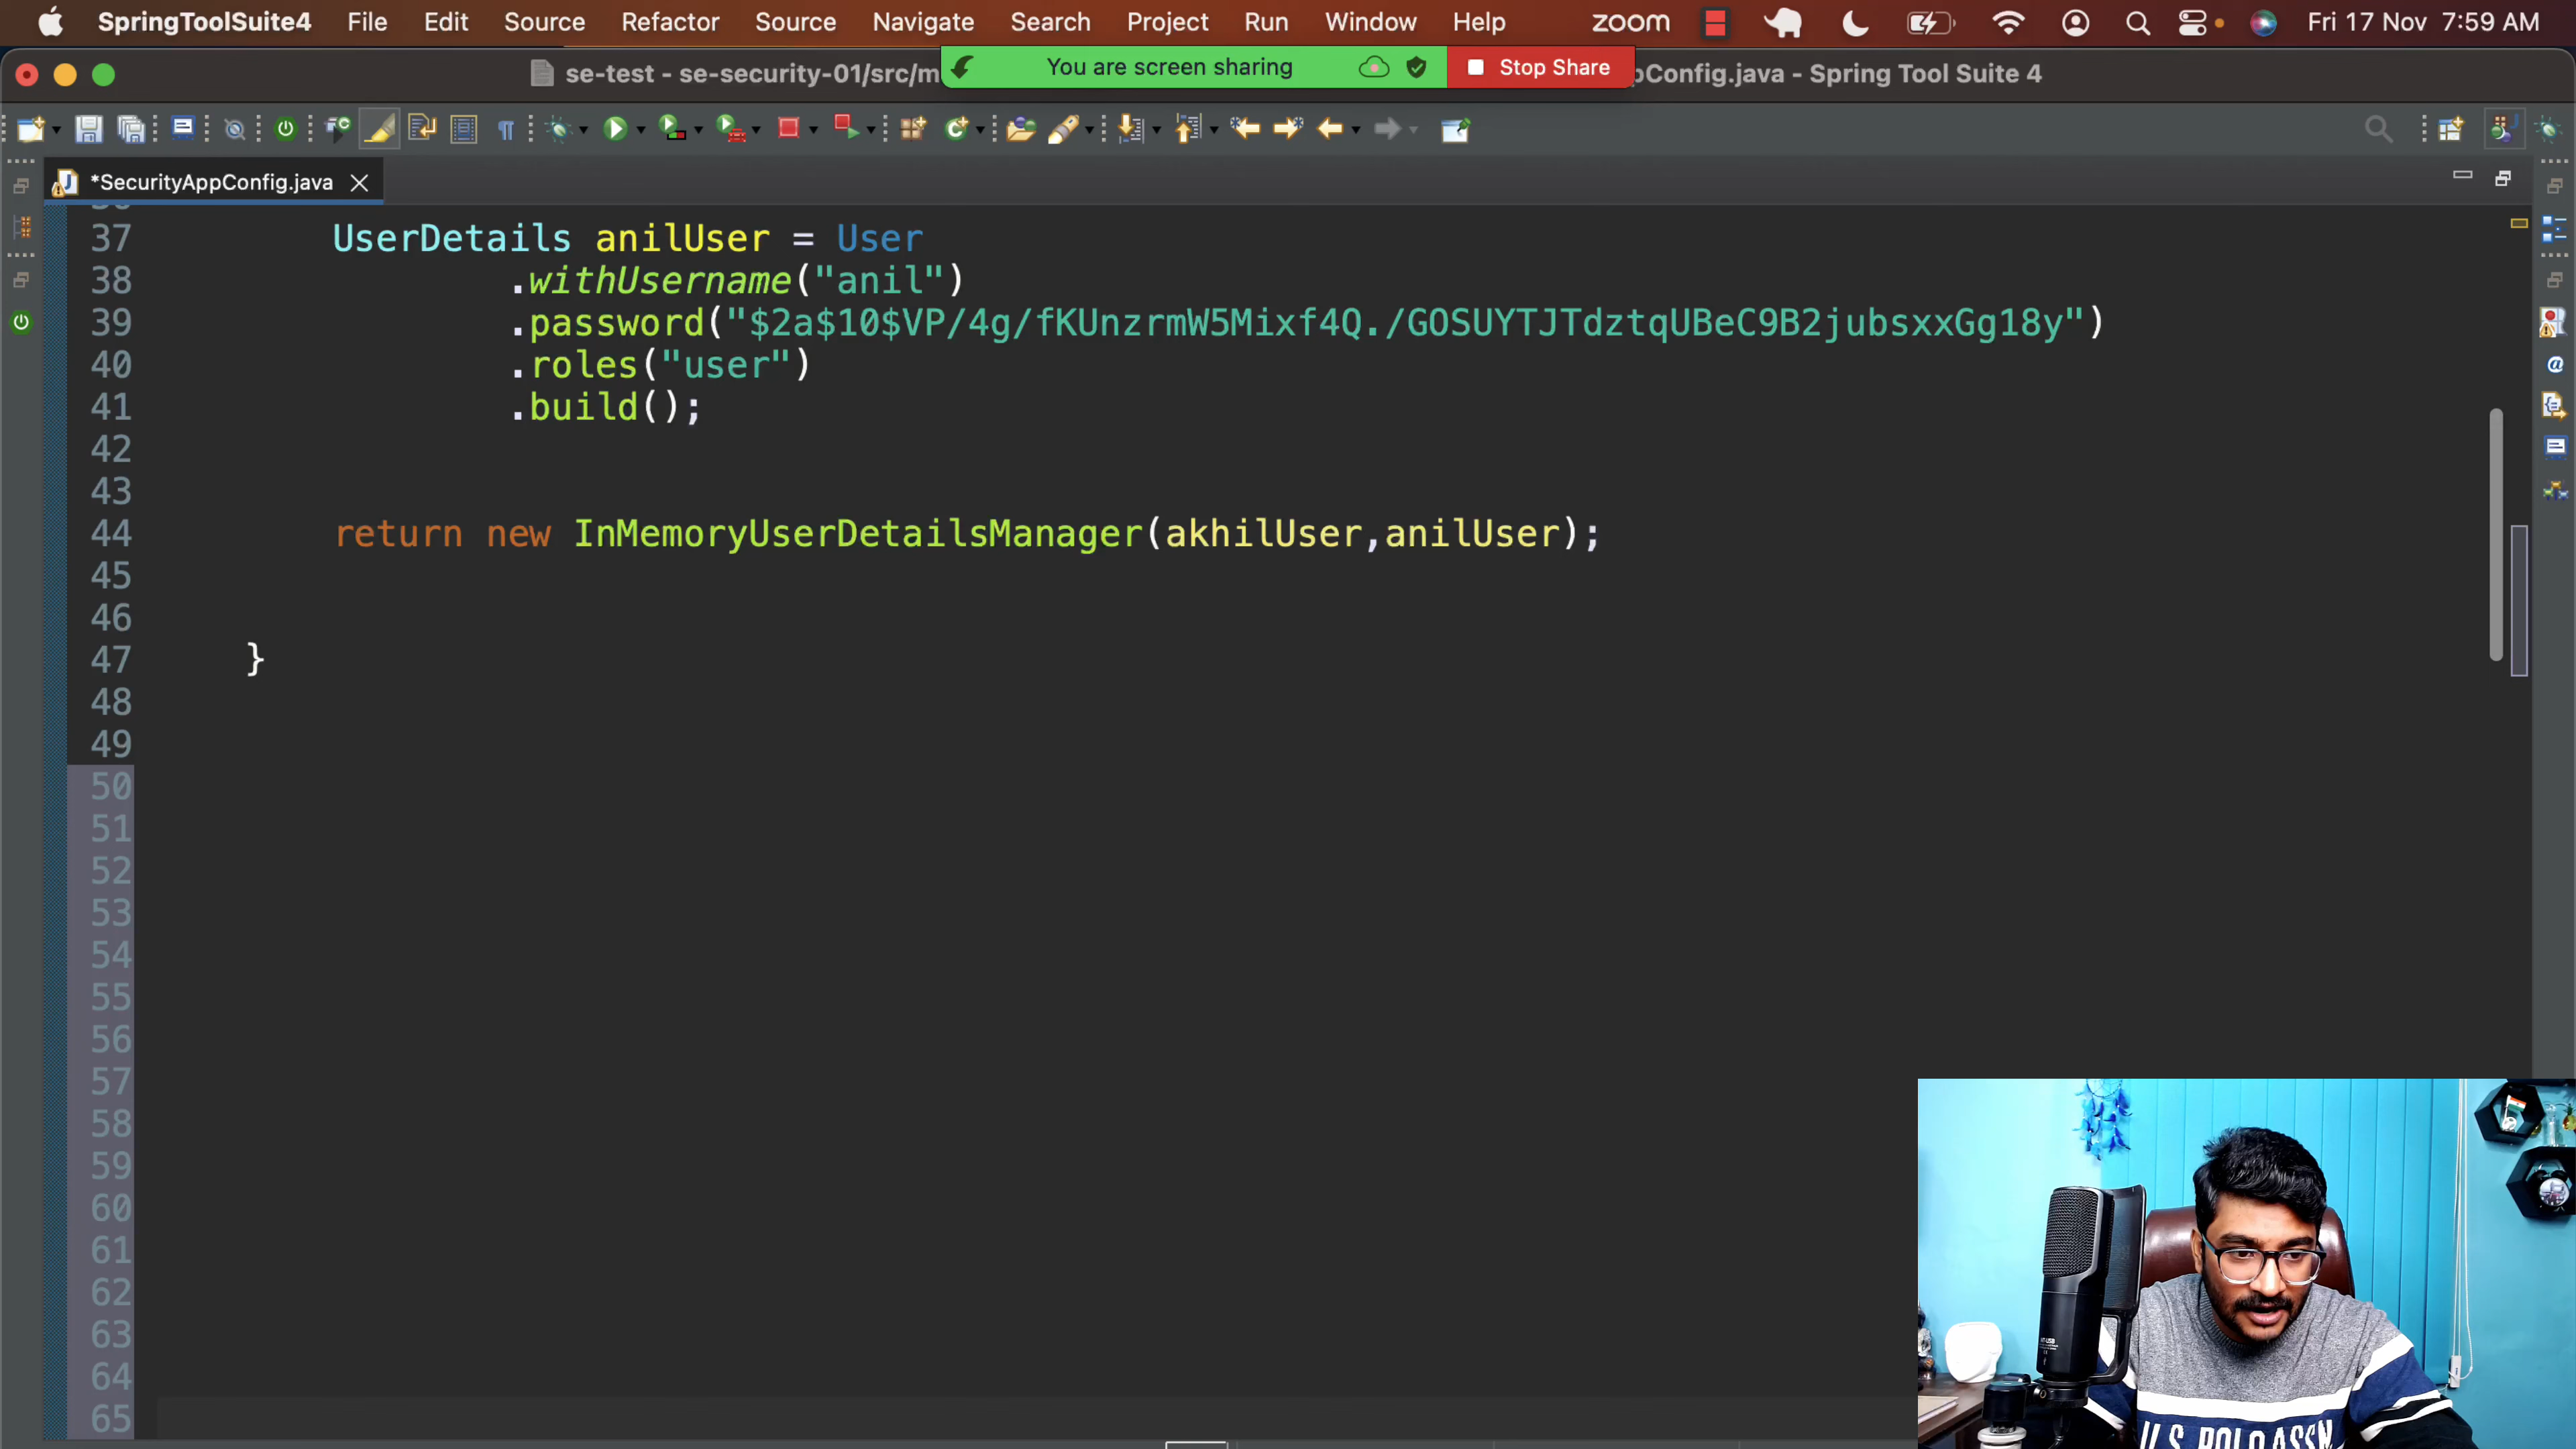 SpringToolSuite4 File Edit Source Refactor Source Navigate Search Project Run Window Help zoom Fri 17 Nov 7:59 AM
se-test - se-security-01/src/m You are screen sharing Stop Share pConfig.java - Spring Tool Suite 4
*SecurityAppConfig.java
37 UserDetails anilUser = User
38 .withUsername("anil")
39 .password("$2a$10$VP/4g/fKUnzrmW5Mixf4Q./GOSUYTJTdztqUBeC9B2jubsxxGg18y")
40 .roles("user")
41 .build();
42
43
44 return new InMemoryUserDetailsManager(akhilUser,anilUser);
45
46
47 }
48
49
50
51
52
53
54
55
56
57
58
59
60
61
62
63
64
65
U.S. POLO ASSN.